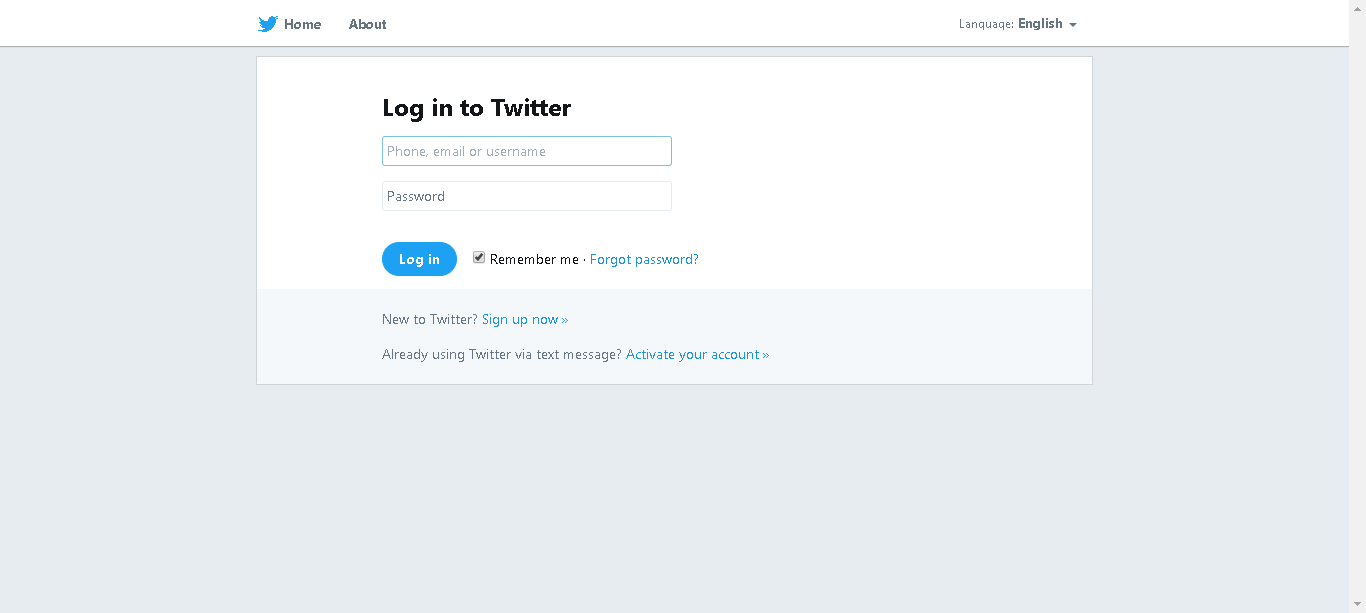 Home About Language: English
Log in to Twitter
Phone, email or username
Password
Log in Remember me · Forgot password?
New to Twitter? Sign up now »
Already using Twitter via text message? Activate your account »